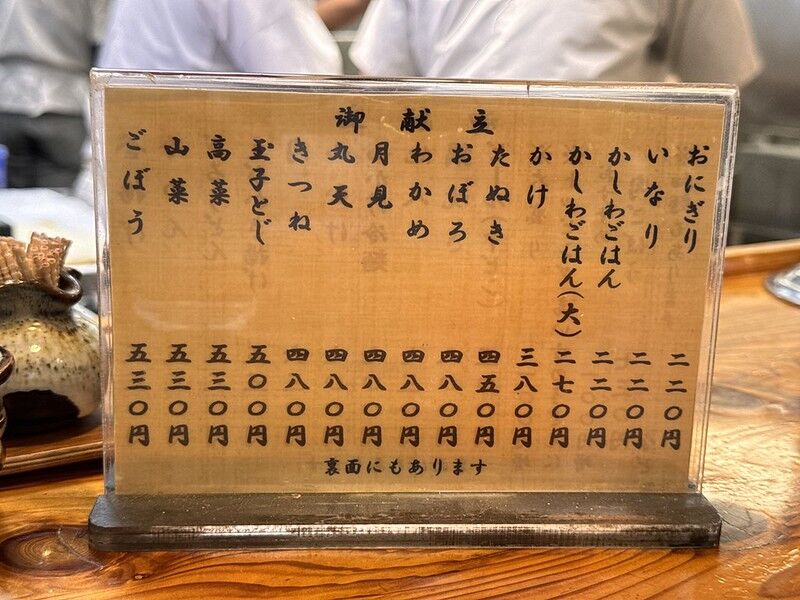 御献立
おにぎり 二二〇円
いなり 二二〇円
かしわごはん 二二〇円
かしわごはん(大) 二七〇円
かけ 三八〇円
たぬき 四五〇円
おぼろ 四八〇円
わかめ 四八〇円
月見 四八〇円
丸天 四八〇円
きつね 四八〇円
玉子とじ 五〇〇円
高菜 五三〇円
山菜 五三〇円
ごぼう 五三〇円
裏面にもあります